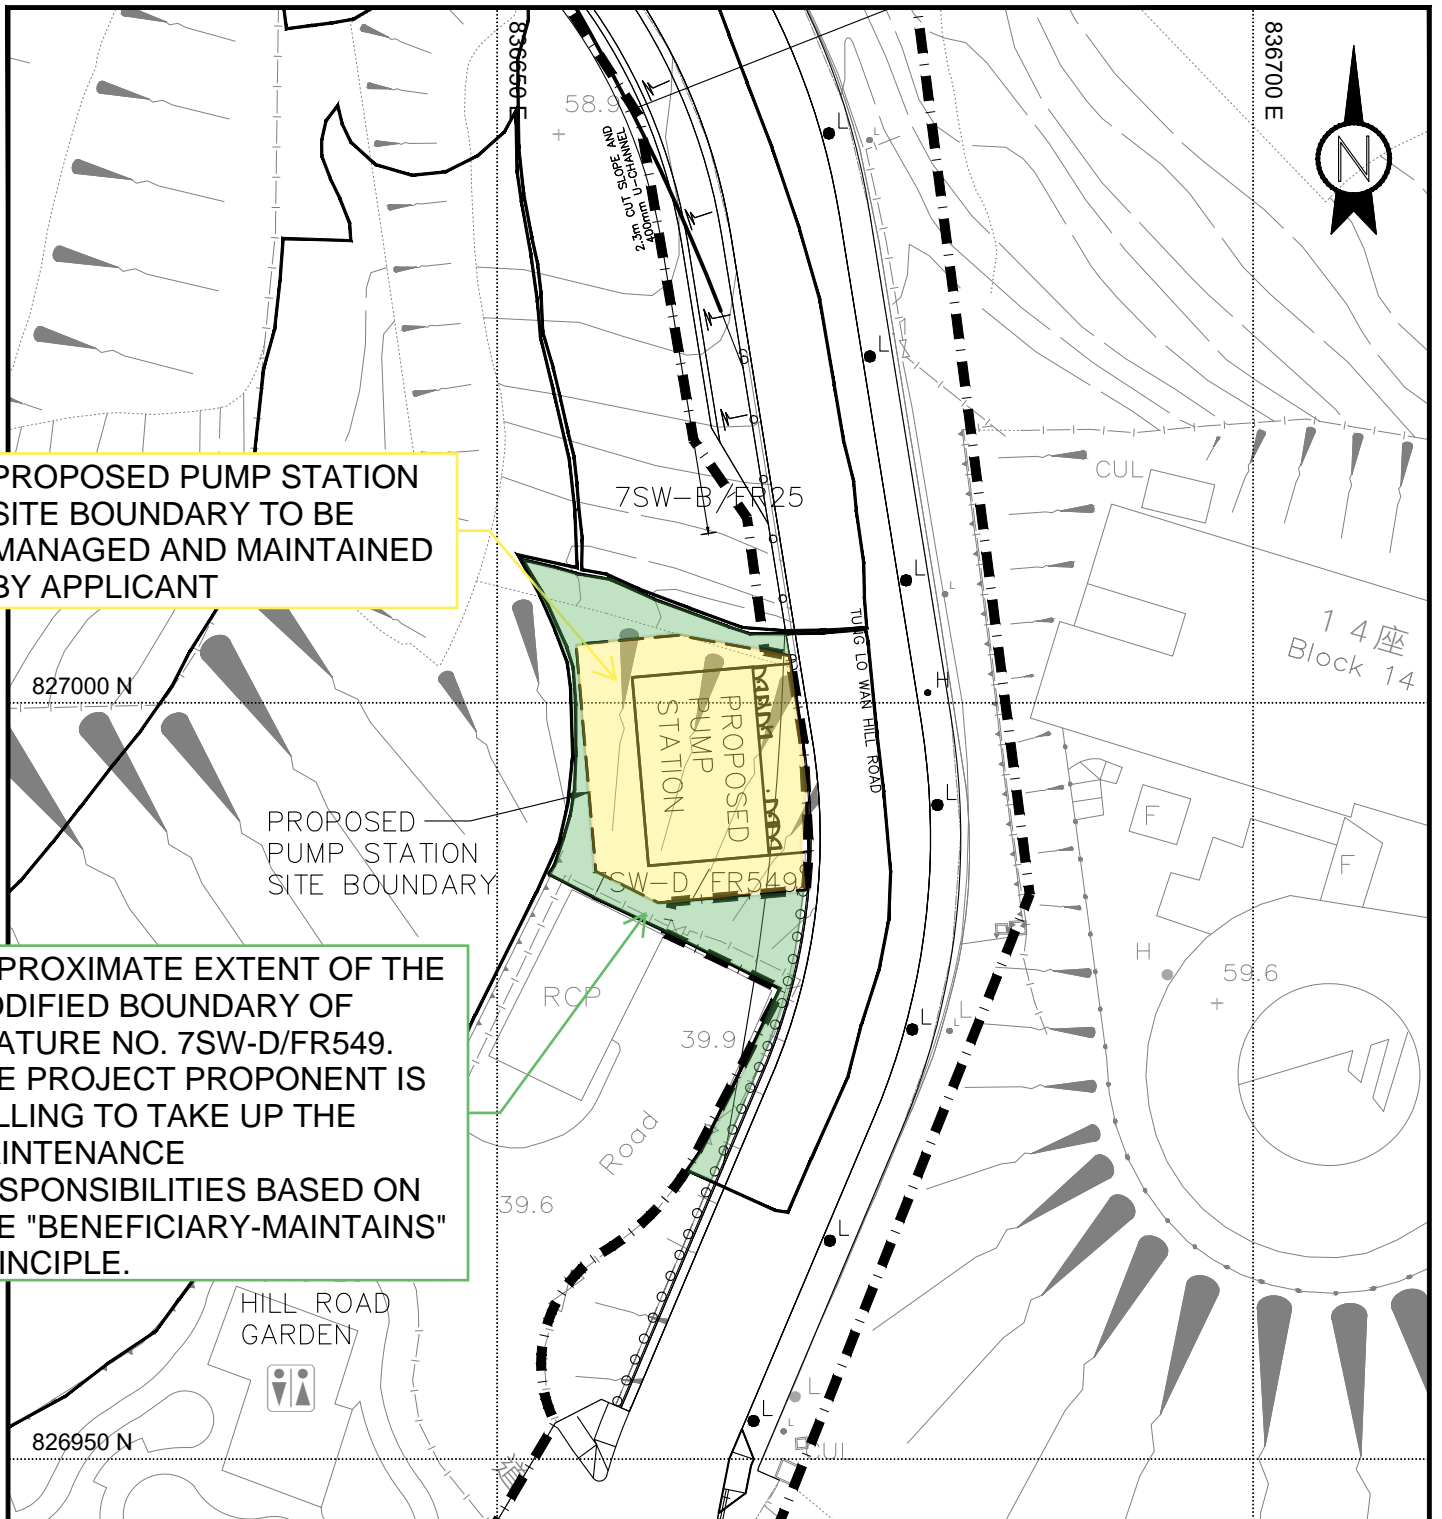 836650 E
836700 E
58.9
L
L
2.3m CUT SLOPE AND
400mm U-CHANNEL
N
L
CUL
PROPOSED PUMP STATION
SITE BOUNDARY TO BE
MANAGED AND MAINTAINED
BY APPLICANT
7SW-B/FR25
L
L
TUNG LO WAN HILL ROAD
14座
Block 14
H
827000 N
PROPOSED
PUMP
STATION
L
F
F
PROPOSED
PUMP STATION
SITE BOUNDARY
7SW-D/FR549
H
59.6
PROXIMATE EXTENT OF THE
ODIFIED BOUNDARY OF
ATURE NO. 7SW-D/FR549.
E PROJECT PROPONENT IS
LLING TO TAKE UP THE
INTENANCE
SPONSIBILITIES BASED ON
E "BENEFICIARY-MAINTAINS"
INCIPLE.
RCP
39.9
L
L
Road
39.6
L
HILL ROAD
GARDEN
L
L
L
826950 N
CUL
道